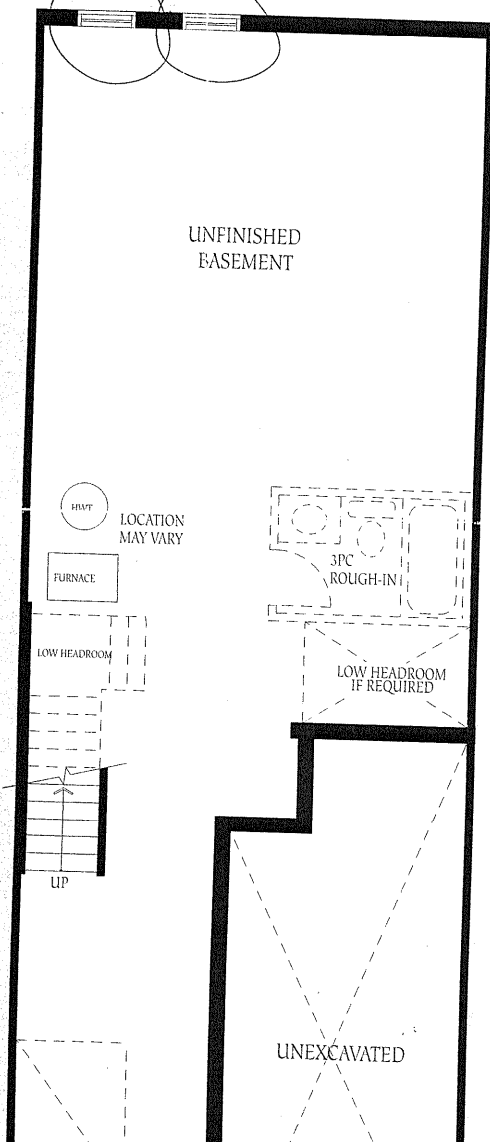 UNFINISHED
BASEMENT
HWT
LOCATION
MAY VARY
FURNACE
3PC
ROUGH-IN
LOW HEADROOM
LOW HEADROOM
IF REQUIRED
UP
UNEXCAVATED